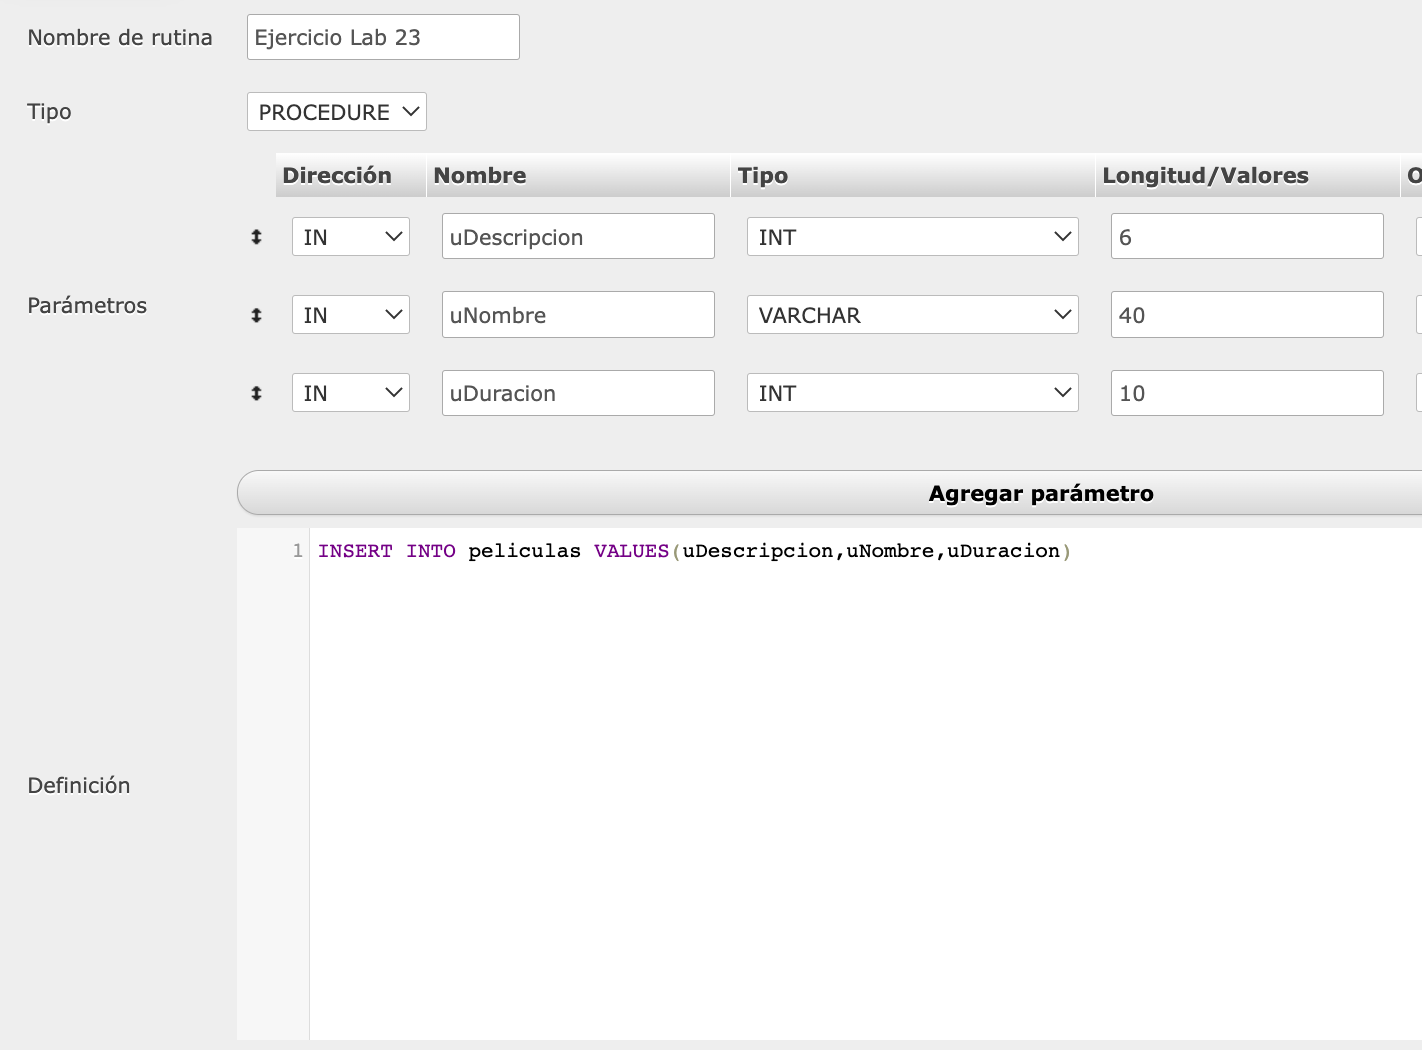 Nombre de rutina Ejercicio Lab 23
Tipo PROCEDURE
Dirección Nombre Tipo Longitud/Valores O
IN uDescripcion INT 6
Parámetros
IN uNombre VARCHAR 40
IN uDuracion INT 10
Agregar parámetro
1 INSERT INTO peliculas VALUES(uDescripcion,uNombre,uDuracion)
Definición